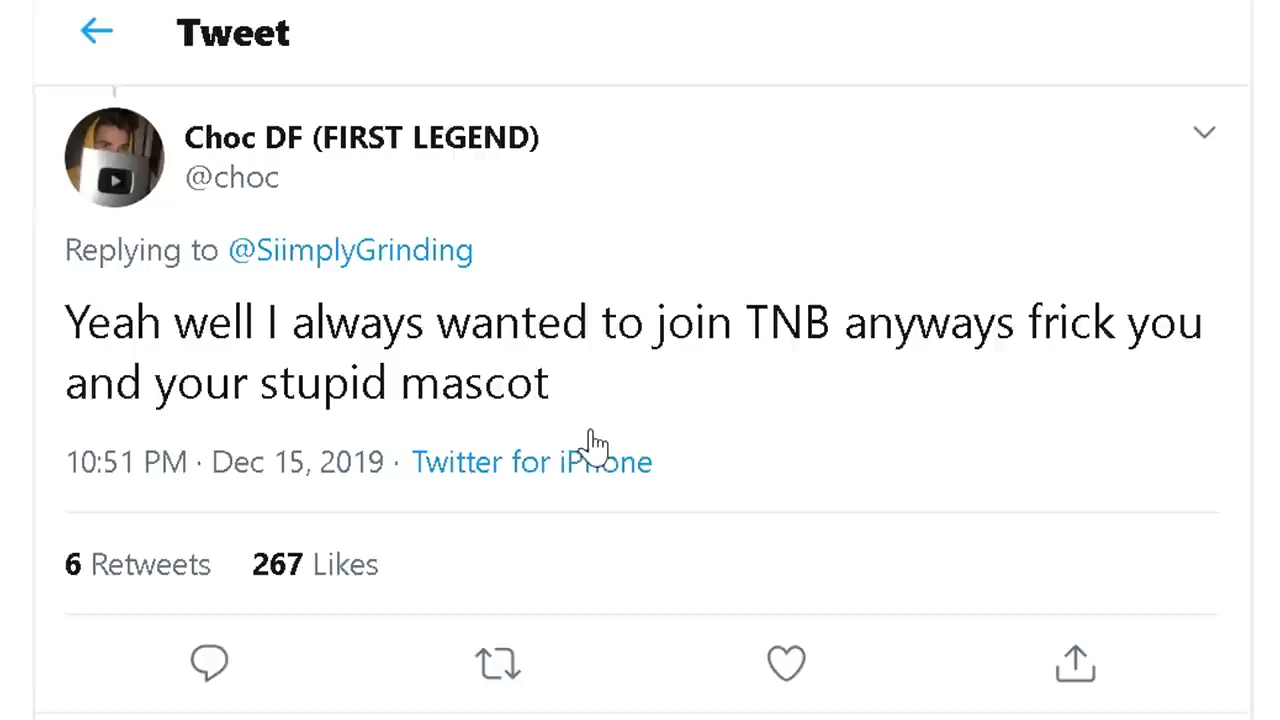 Tweet
Choc DF (FIRST LEGEND)
@choc
Replying to @SiimplyGrinding
Yeah well I always wanted to join TNB anyways frick you
and your stupid mascot
10:51 PM · Dec 15, 2019 · Twitter for iPhone
6 Retweets 267 Likes